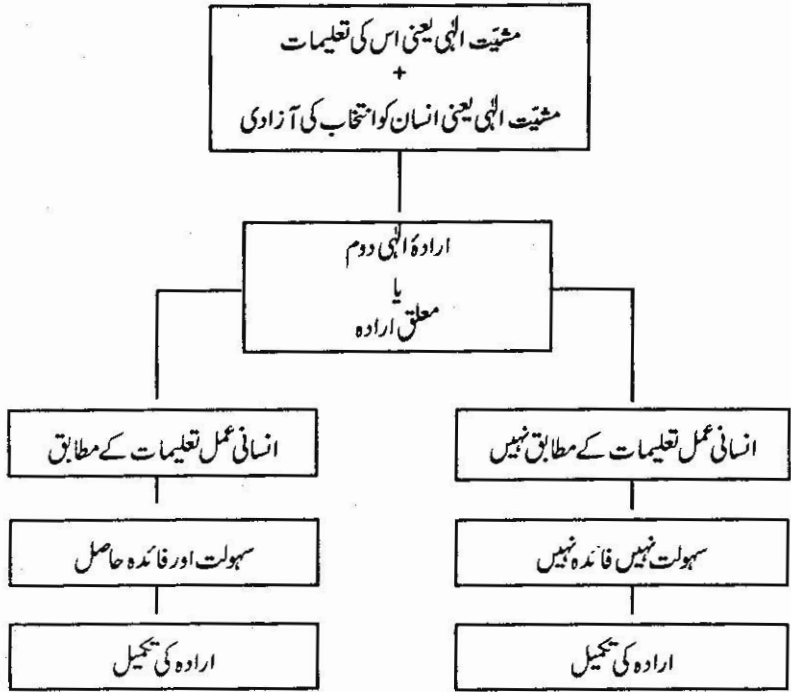 مشیّت الٰہی یعنی اس کی تعلیمات
+
مشیّت الٰہی یعنی انسان کو انتخاب کی آزادی
ارادۂ الٰہی دوم
یا
معلق ارادہ
انسانی عمل تعلیمات کے مطابق نہیں
انسانی عمل تعلیمات کے مطابق
سہولت نہیں فائدہ نہیں
سہولت اور فائدہ حاصل
ارادہ کی تکمیل
ارادہ کی تکمیل